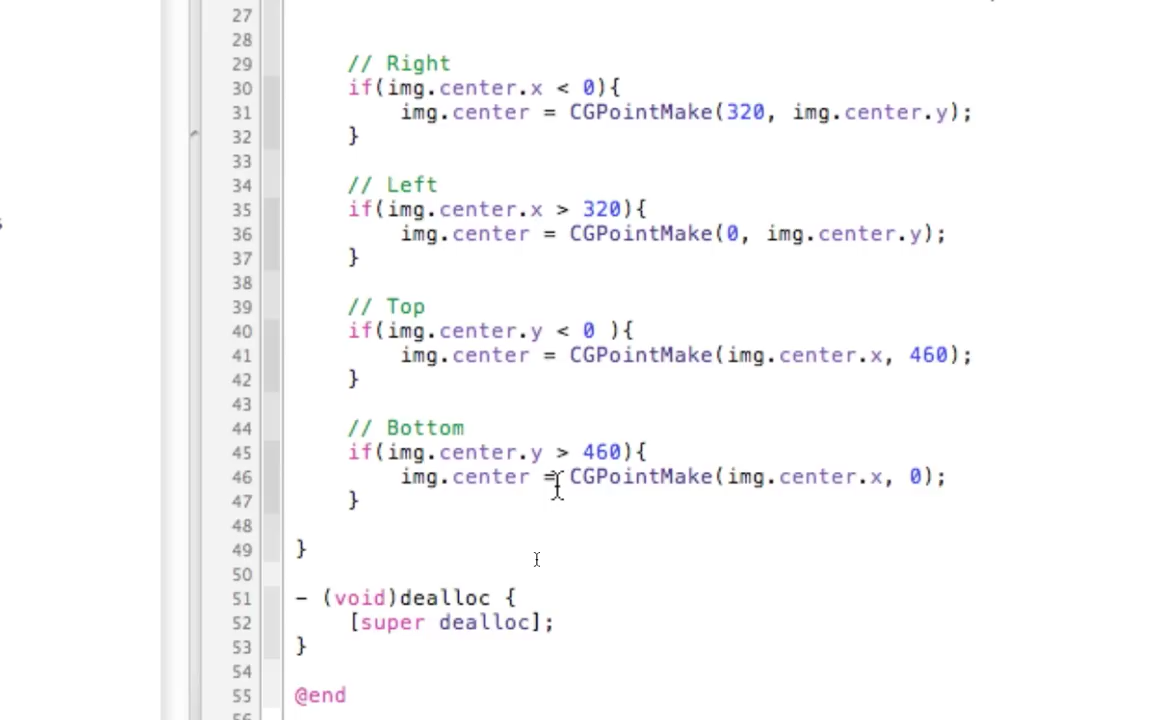 27
28
29 // Right
30 if(img.center.x < 0){
31 img.center = CGPointMake(320, img.center.y);
32 }
33
34 // Left
35 if(img.center.x > 320){
36 img.center = CGPointMake(0, img.center.y);
37 }
38
39 // Top
40 if(img.center.y < 0 ){
41 img.center = CGPointMake(img.center.x, 460);
42 }
43
44 // Bottom
45 if(img.center.y > 460){
46 img.center = CGPointMake(img.center.x, 0);
47 }
48
49 }
50
51 - (void)dealloc {
52 [super dealloc];
53 }
54
55 @end